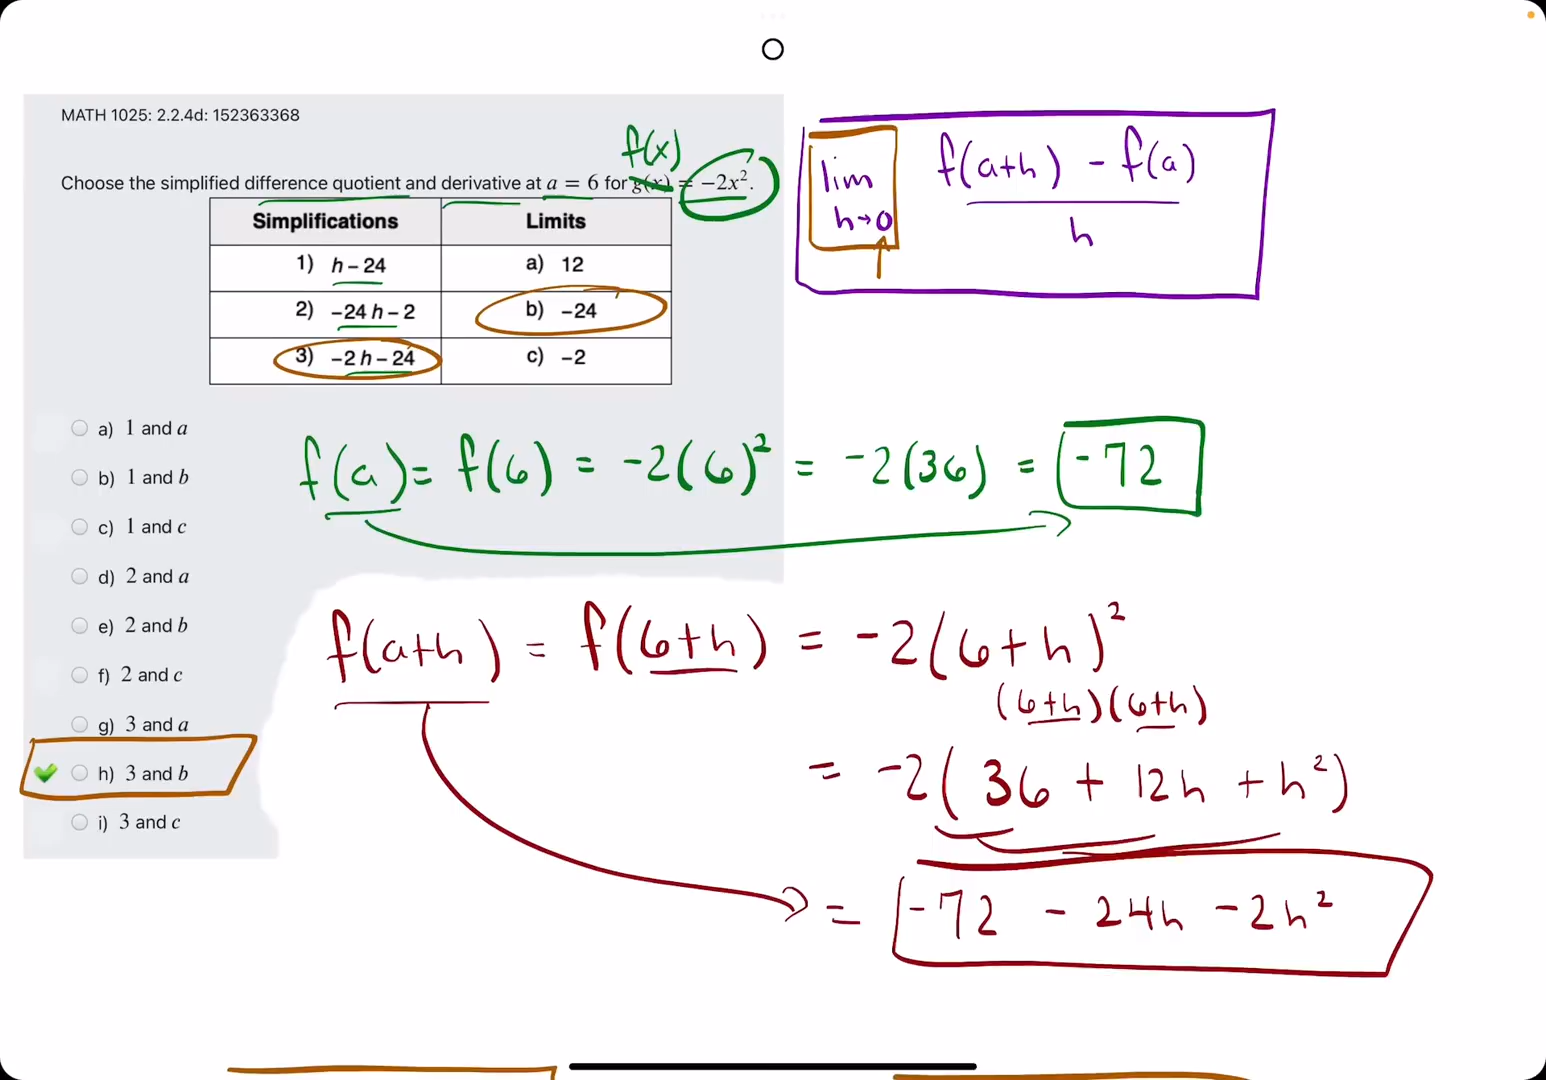 MATH 1025: 2.2.4d: 152363368
f(x)
Choose the simplified difference quotient and derivative at a = 6 for g(x) = −2x².
Simplifications Limits
1) h − 24 a) 12
2) −24 h − 2 b) −24
3) −2 h − 24 c) −2
lim h→0 f(a+h) - f(a)
h
a) 1 and a
b) 1 and b
c) 1 and c
d) 2 and a
e) 2 and b
f) 2 and c
g) 3 and a
h) 3 and b
i) 3 and c
f(a) = f(6) = -2(6)² = -2(36) = -72
f(a+h) = f(6+h) = -2(6+h)²
(6+h)(6+h)
= -2(36 + 12h + h²)
= -72 - 24h - 2h²